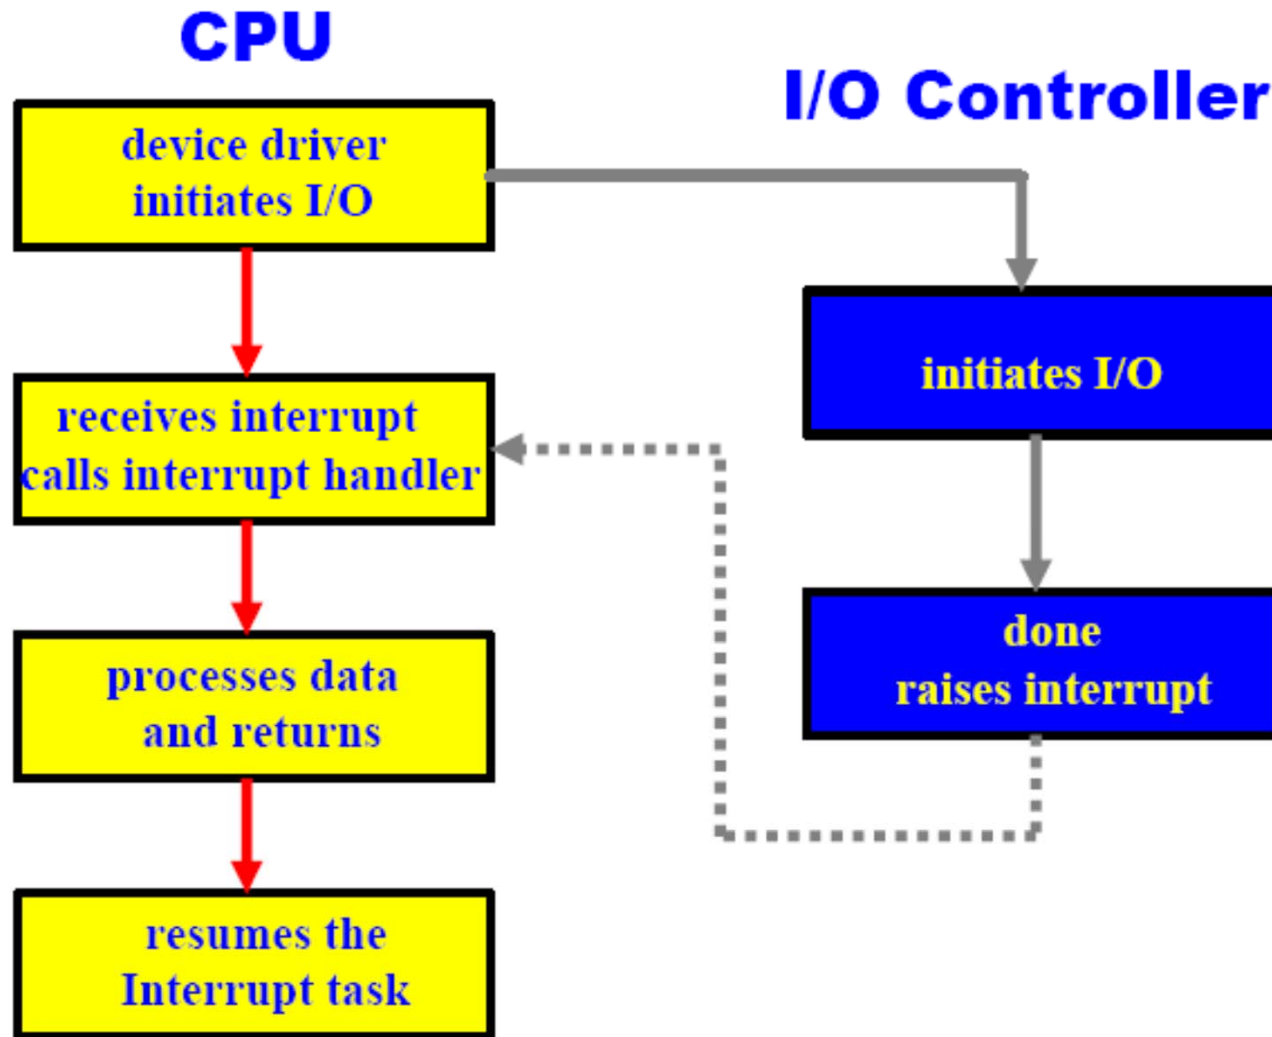 CPU
I/O Controller
device driver
initiates I/O
initiates I/O
receives interrupt
calls interrupt handler
done
raises interrupt
processes data
and returns
resumes the
Interrupt task